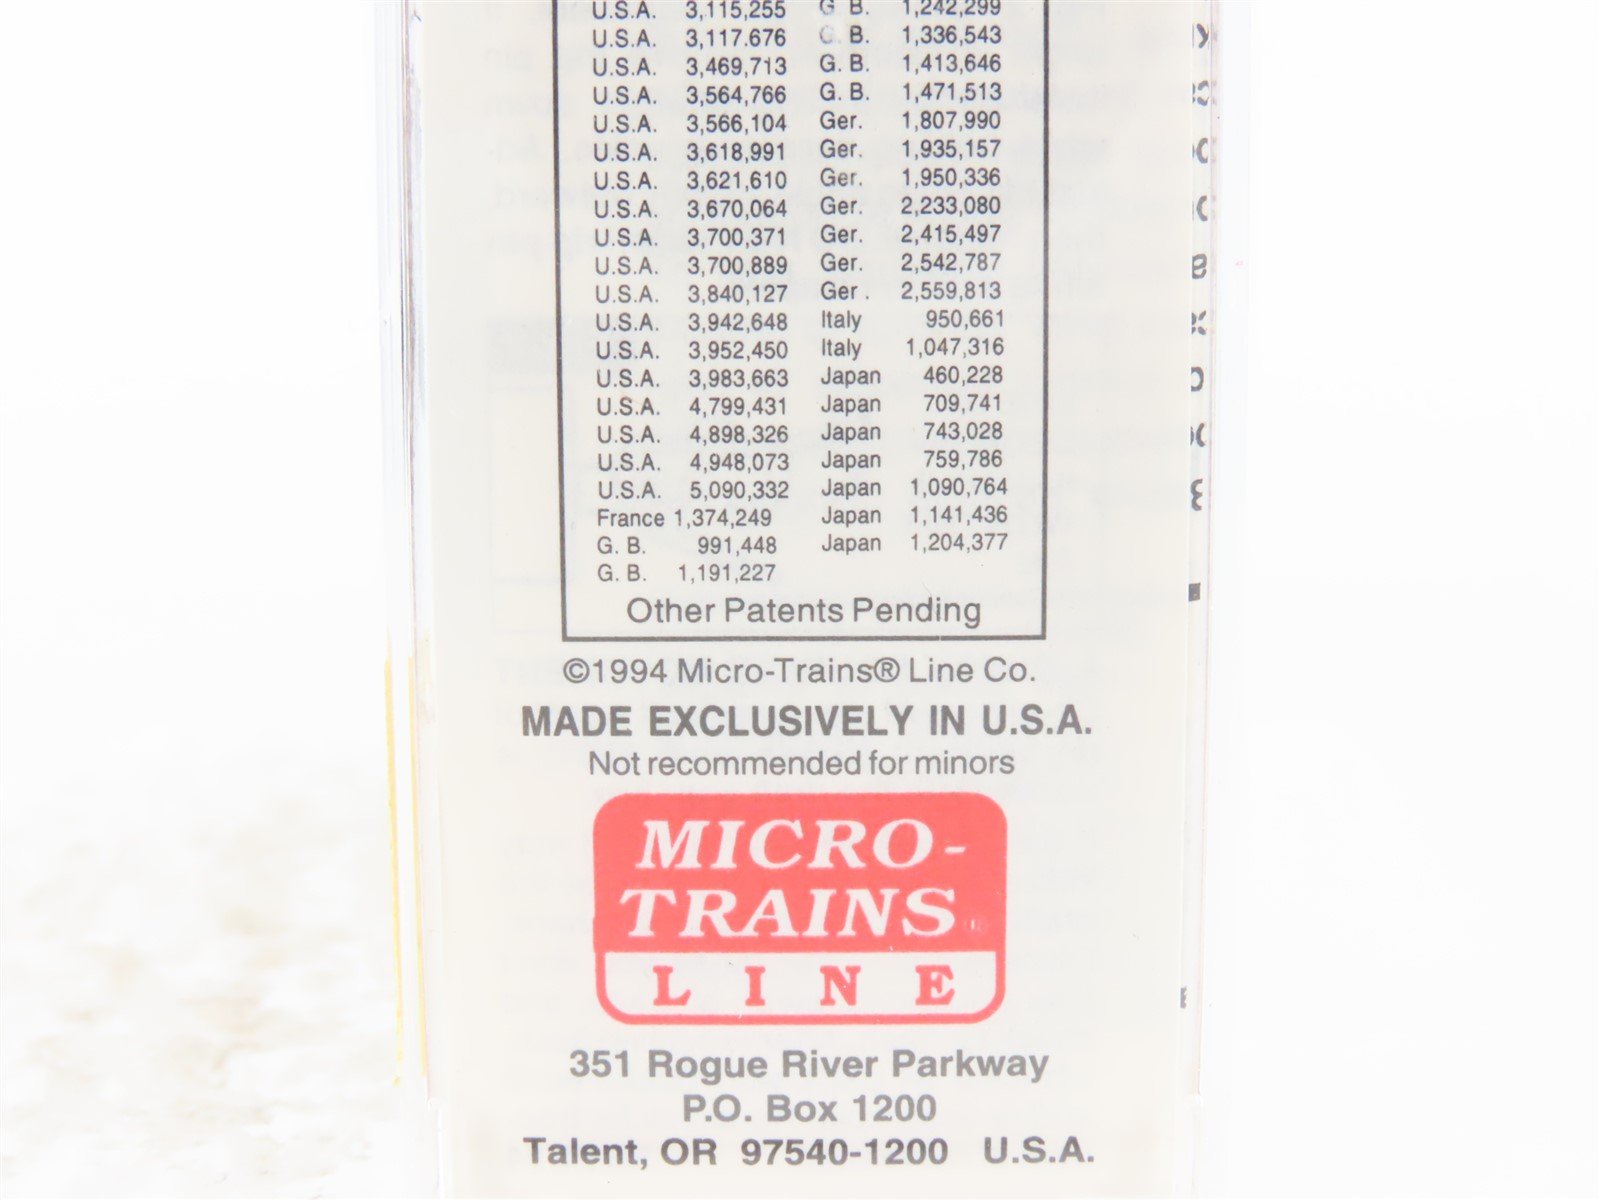 U.S.A. 3,115,255 G B. 1,242,299
U.S.A. 3,117.676 G. B. 1,336,543
U.S.A. 3,469,713 G. B. 1,413,646
U.S.A. 3,564,766 G. B. 1,471,513
U.S.A. 3,566,104 Ger. 1,807,990
U.S.A. 3,618,991 Ger. 1,935,157
U.S.A. 3,621,610 Ger. 1,950,336
U.S.A. 3,670,064 Ger. 2,233,080
U.S.A. 3,700,371 Ger. 2,415,497
U.S.A. 3,700,889 Ger. 2,542,787
U.S.A. 3,840,127 Ger . 2,559,813
U.S.A. 3,942,648 Italy 950,661
U.S.A. 3,952,450 Italy 1,047,316
U.S.A. 3,983,663 Japan 460,228
U.S.A. 4,799,431 Japan 709,741
U.S.A. 4,898,326 Japan 743,028
U.S.A. 4,948,073 Japan 759,786
U.S.A. 5,090,332 Japan 1,090,764
France 1,374,249 Japan 1,141,436
G. B. 991,448 Japan 1,204,377
G. B. 1,191,227
Other Patents Pending
©1994 Micro-Trains® Line Co.
MADE EXCLUSIVELY IN U.S.A.
Not recommended for minors
MICRO-
TRAINS
LINE
351 Rogue River Parkway
P.O. Box 1200
Talent, OR 97540-1200 U.S.A.